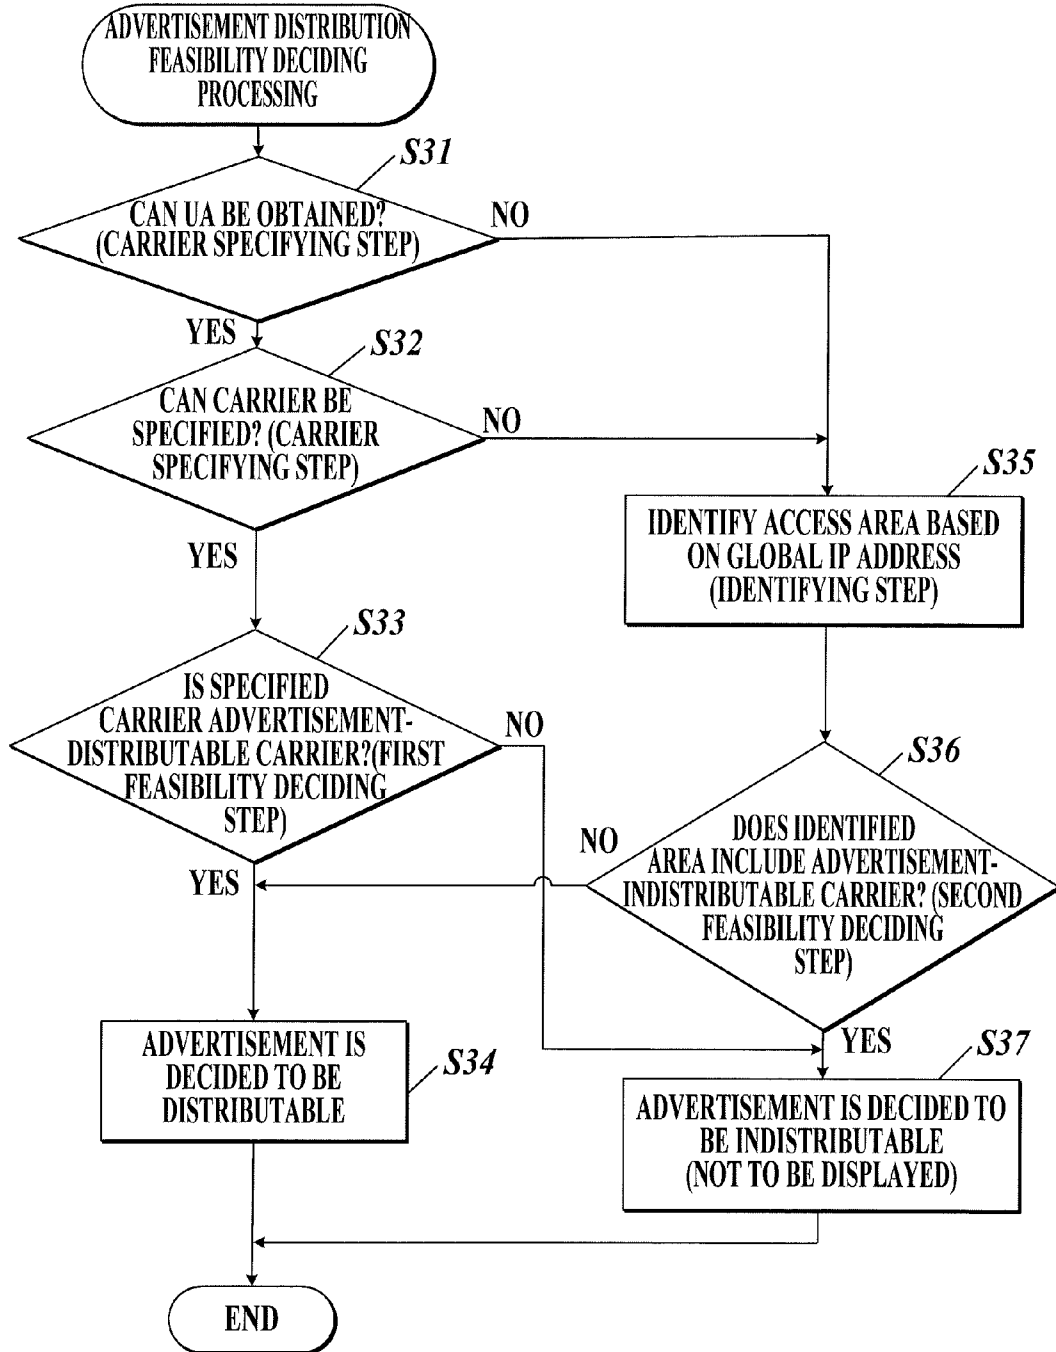 ADVERTISEMENT DISTRIBUTION
FEASIBILITY DECIDING
PROCESSING
S31
CAN UA BE OBTAINED?
(CARRIER SPECIFYING STEP)
NO
YES
S32
CAN CARRIER BE
SPECIFIED? (CARRIER
SPECIFYING STEP)
NO
YES
S35
IDENTIFY ACCESS AREA BASED
ON GLOBAL IP ADDRESS
(IDENTIFYING STEP)
S33
IS SPECIFIED
CARRIER ADVERTISEMENT-
DISTRIBUTABLE CARRIER?(FIRST
FEASIBILITY DECIDING
STEP)
NO
YES
S36
DOES IDENTIFIED
AREA INCLUDE ADVERTISEMENT-
INDISTRIBUTABLE CARRIER? (SECOND
FEASIBILITY DECIDING
STEP)
NO
YES
ADVERTISEMENT IS
DECIDED TO BE
DISTRIBUTABLE
S34
S37
ADVERTISEMENT IS DECIDED TO
BE INDISTRIBUTABLE
(NOT TO BE DISPLAYED)
END